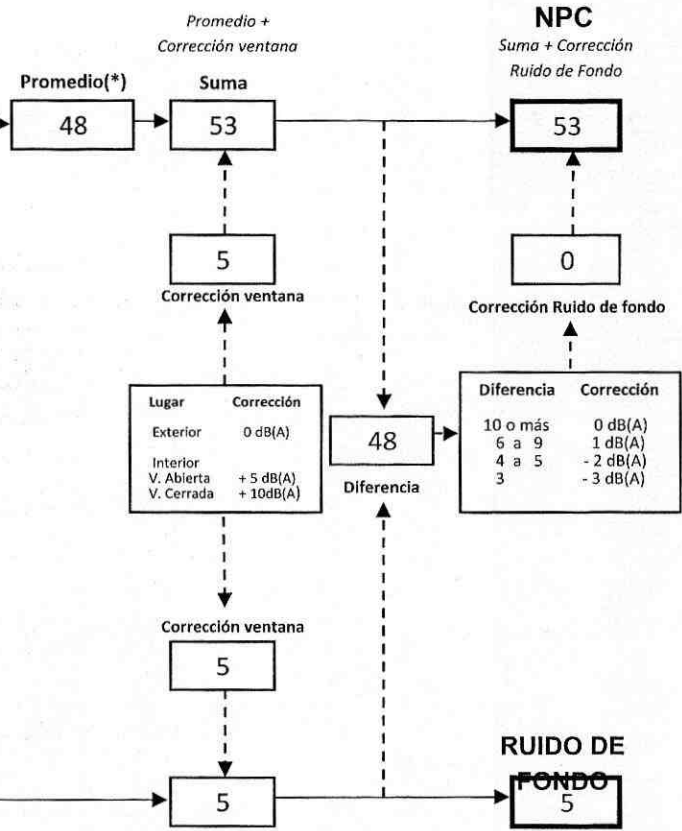 Promedio +
Corrección ventana
NPC
Suma + Corrección
Ruido de Fondo
Promedio(*)
Suma
48
53
53
5
0
Corrección ventana
Corrección Ruido de fondo
Lugar Corrección
Exterior 0 dB(A)
Interior
V. Abierta + 5 dB(A)
V. Cerrada + 10dB(A)
48
Diferencia
Diferencia Corrección
10 o más 0 dB(A)
6 a 9 1 dB(A)
4 a 5 - 2 dB(A)
3 - 3 dB(A)
Corrección ventana
5
RUIDO DE
FONDO
5
5